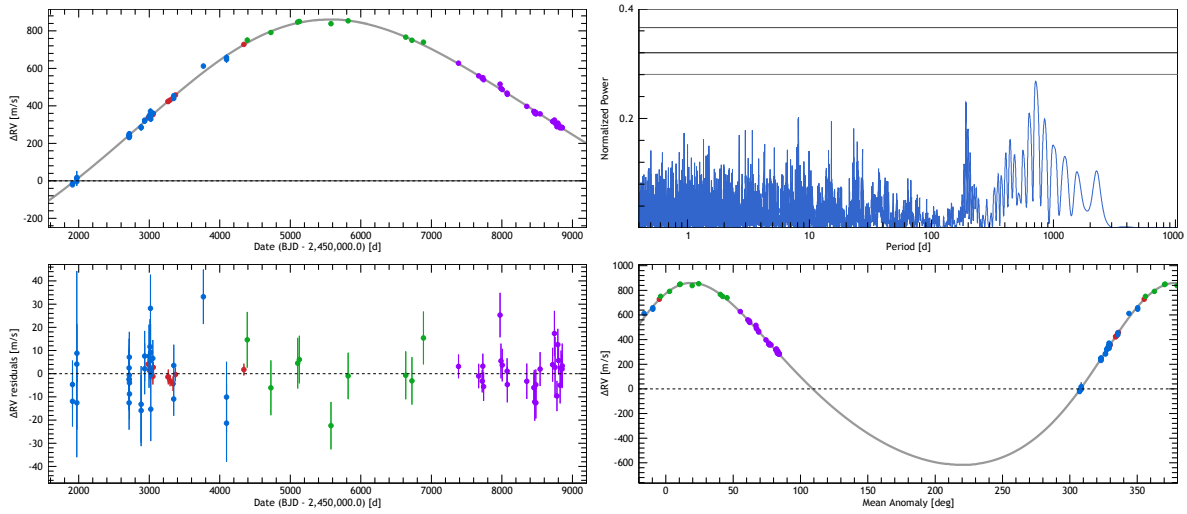 800
600
400
200
0
-200
ΔRV [m/s]
2000 3000 4000 5000 6000 7000 8000 9000
Date (BJD - 2,450,000.0) [d]
0.4
0.2
Normalized Power
1 10 100 1000 1000
Period [d]
40
30
20
10
0
-10
-20
-30
-40
ΔRV residuals [m/s]
2000 3000 4000 5000 6000 7000 8000 9000
Date (BJD - 2,450,000.0) [d]
1000
800
600
400
200
0
-200
-400
-600
ΔRV [m/s]
0 50 100 150 200 250 300 350
Mean Anomaly [deg]